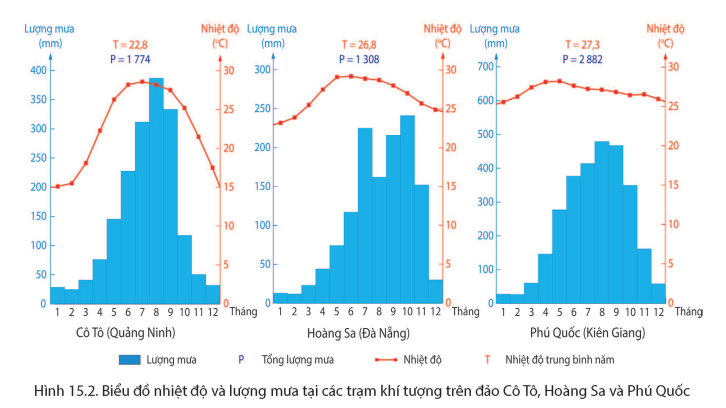 Lượng mưa
(mm)
Nhiệt độ
(ºC)
T = 22,8
P = 1 774
400
350
300
250
200
150
100
50
0
30
25
20
15
10
5
0
1 2 3 4 5 6 7 8 9 10 11 12 Tháng
Cô Tô (Quảng Ninh)
Lượng mưa
(mm)
Nhiệt độ
(ºC)
T = 26,8
P = 1 308
300
250
200
150
100
50
0
30
25
20
15
10
5
0
1 2 3 4 5 6 7 8 9 10 11 12 Tháng
Hoàng Sa (Đà Nẵng)
Lượng mưa
(mm)
Nhiệt độ
(ºC)
T = 27,3
P = 2 882
700
600
500
400
300
200
100
0
30
25
20
15
10
5
0
1 2 3 4 5 6 7 8 9 10 11 12 Tháng
Phú Quốc (Kiên Giang)
Lượng mưa P Tổng lượng mưa Nhiệt độ T Nhiệt độ trung bình năm
Hình 15.2. Biểu đồ nhiệt độ và lượng mưa tại các trạm khí tượng trên đảo Cô Tô, Hoàng Sa và Phú Quốc